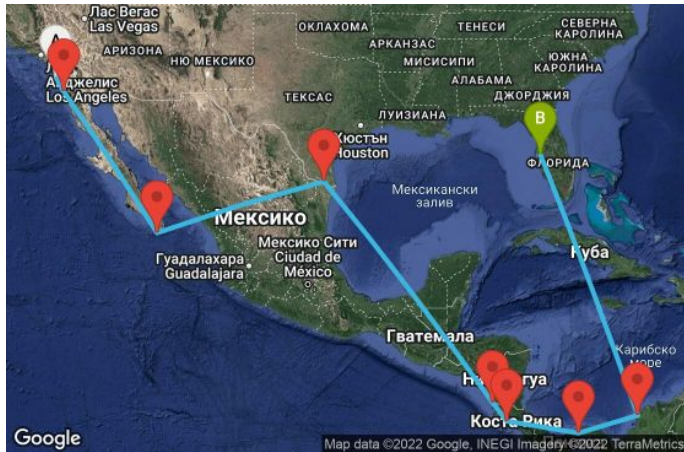 Лас Вегас
Las Vegas
ОКЛАХОМА
ТЕНЕСИ
СЕВЕРНА
КАРОЛИНА
A
АРИЗОНА
НЮ МЕКСИКО
АРКАНЗАС
МИСИСИПИ
ЮЖНА
КАРОЛИНА
Los Angeles
АЛАБАМА
ДЖОРДЖИЯ
ТЕКСАС
ЛУИЗИАНА
B
Хюстън
Houston
ФЛОРИДА
Мексикански
залив
Мексико
Мексико Сити
Ciudad de
México
Гуадалахара
Guadalajara
Куба
Гватемала
Карибско
море
Коста Рика
Google
Map data ©2022 Google, INEGI Imagery ©2022 TerraMetrics